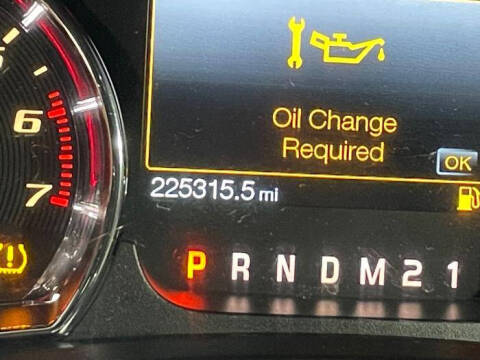 Oil Change
Required
OK
225315.5 mi
6
7
P R N D M 2 1